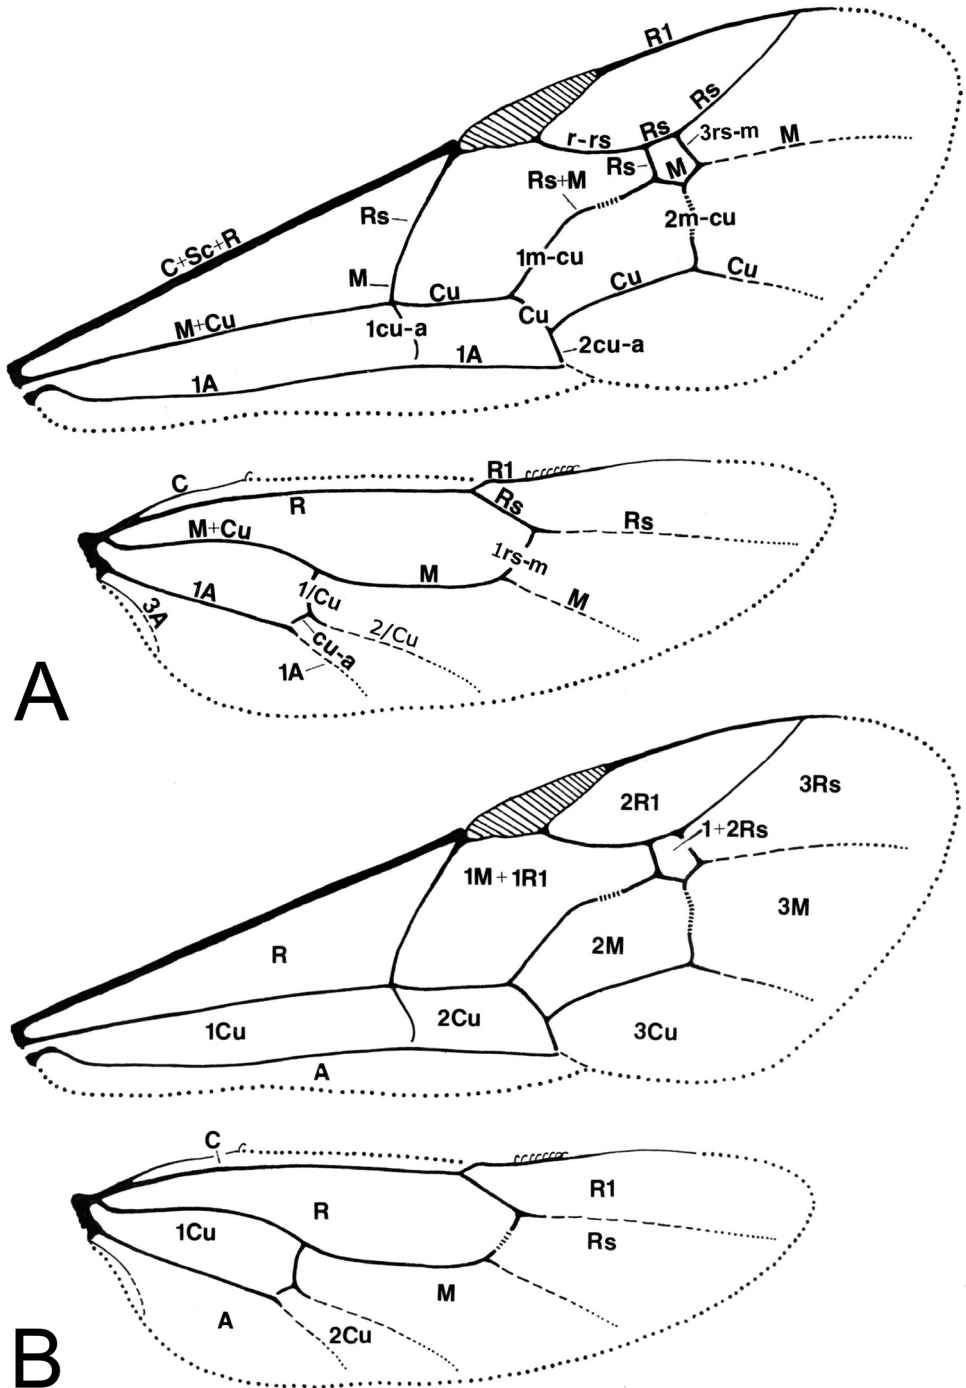 R1
Rs
r-rs
Rs
3rs-m
M
Rs
M
Rs+M
Rs
2m-cu
C+Sc+R
1m-cu
M
Cu
Cu
Cu
M+Cu
1cu-a
Cu
2cu-a
1A
1A
C
R1
R
Rs
Rs
M+Cu
1rs-m
M
1A
1/Cu
M
3A
2/Cu
cu-a
1A
A
2R1
3Rs
1+2Rs
1M+1R1
3M
R
2M
1Cu
2Cu
3Cu
A
C
R1
R
1Cu
Rs
M
A
2Cu
B